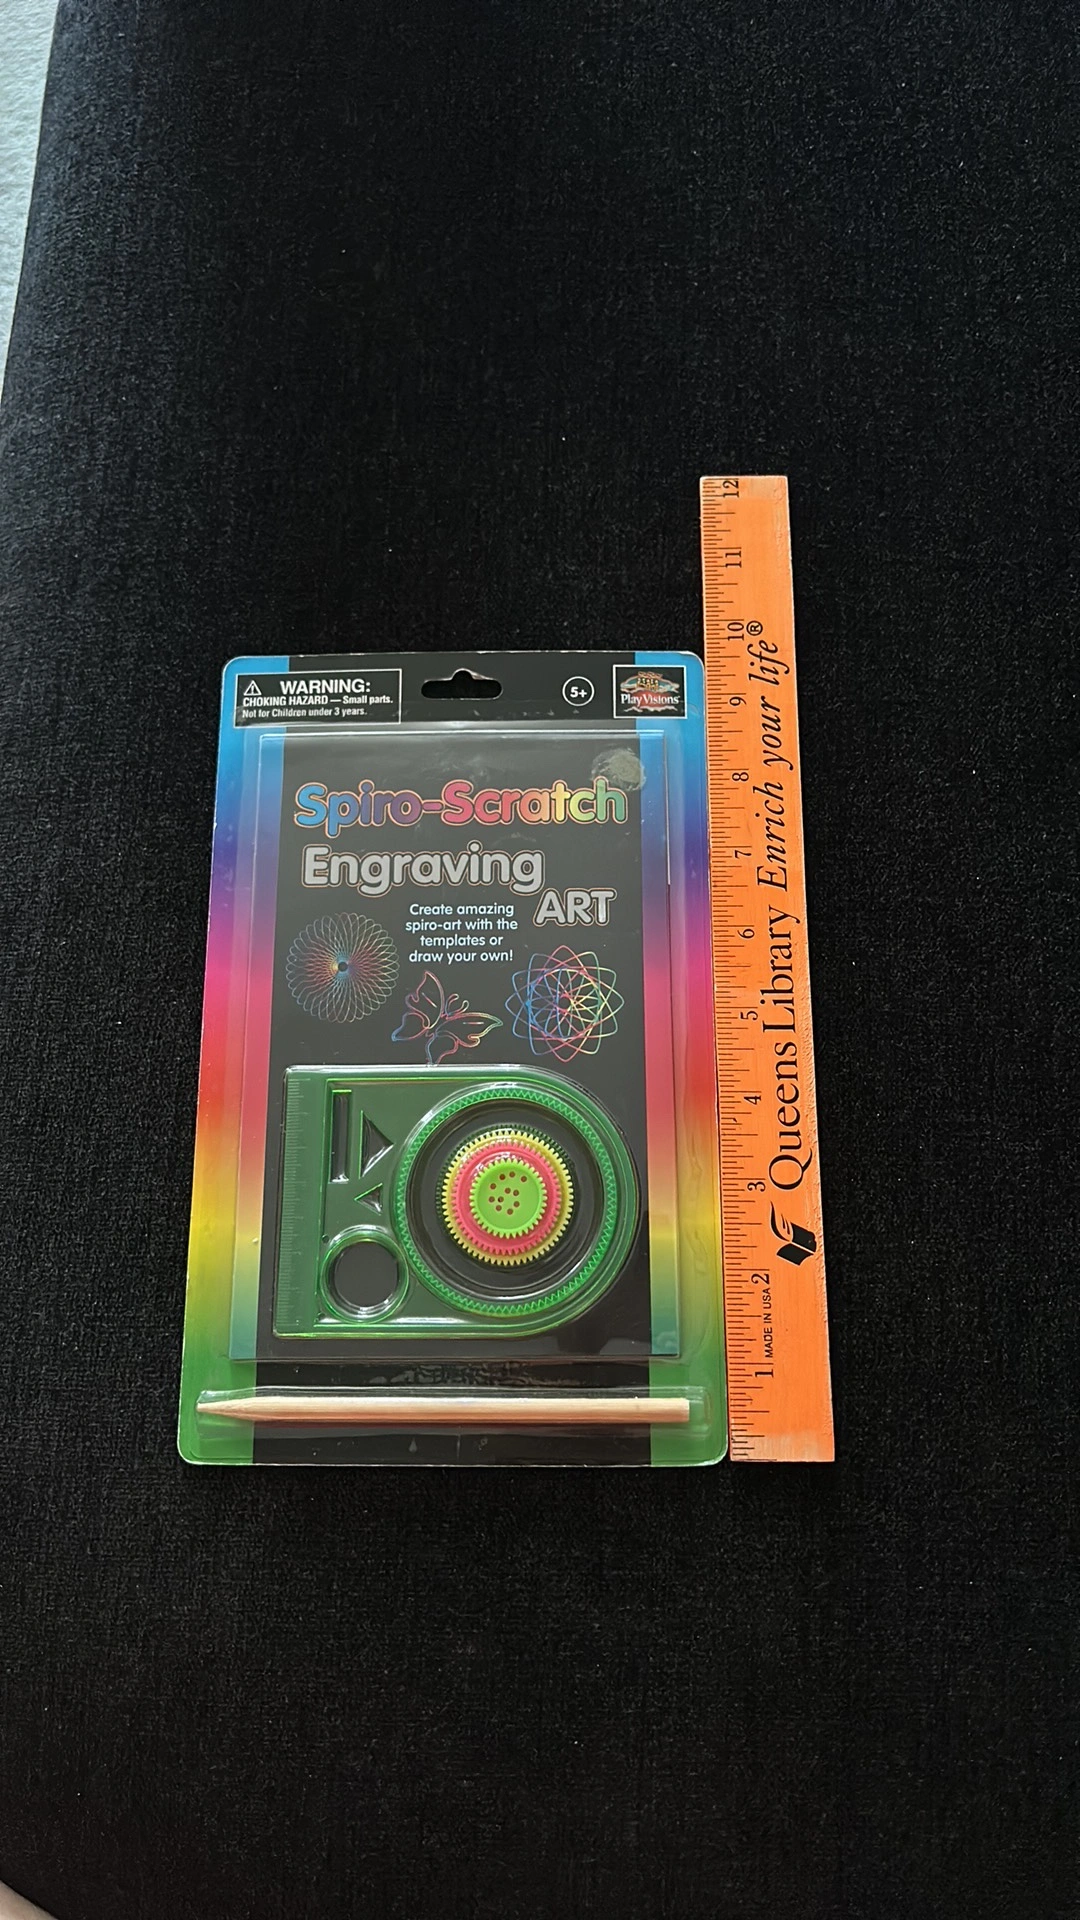 WARNING:
CHOKING HAZARD — Small parts.
Not for Children under 3 years.
5+
PlayVisions
Spiro-Scratch
Engraving
ART
Create amazing
spiro-art with the
templates or
draw your own!
12
11
10
9
8
7
6
5
4
3
2
1
MADE IN USA
Queens Library Enrich your life®